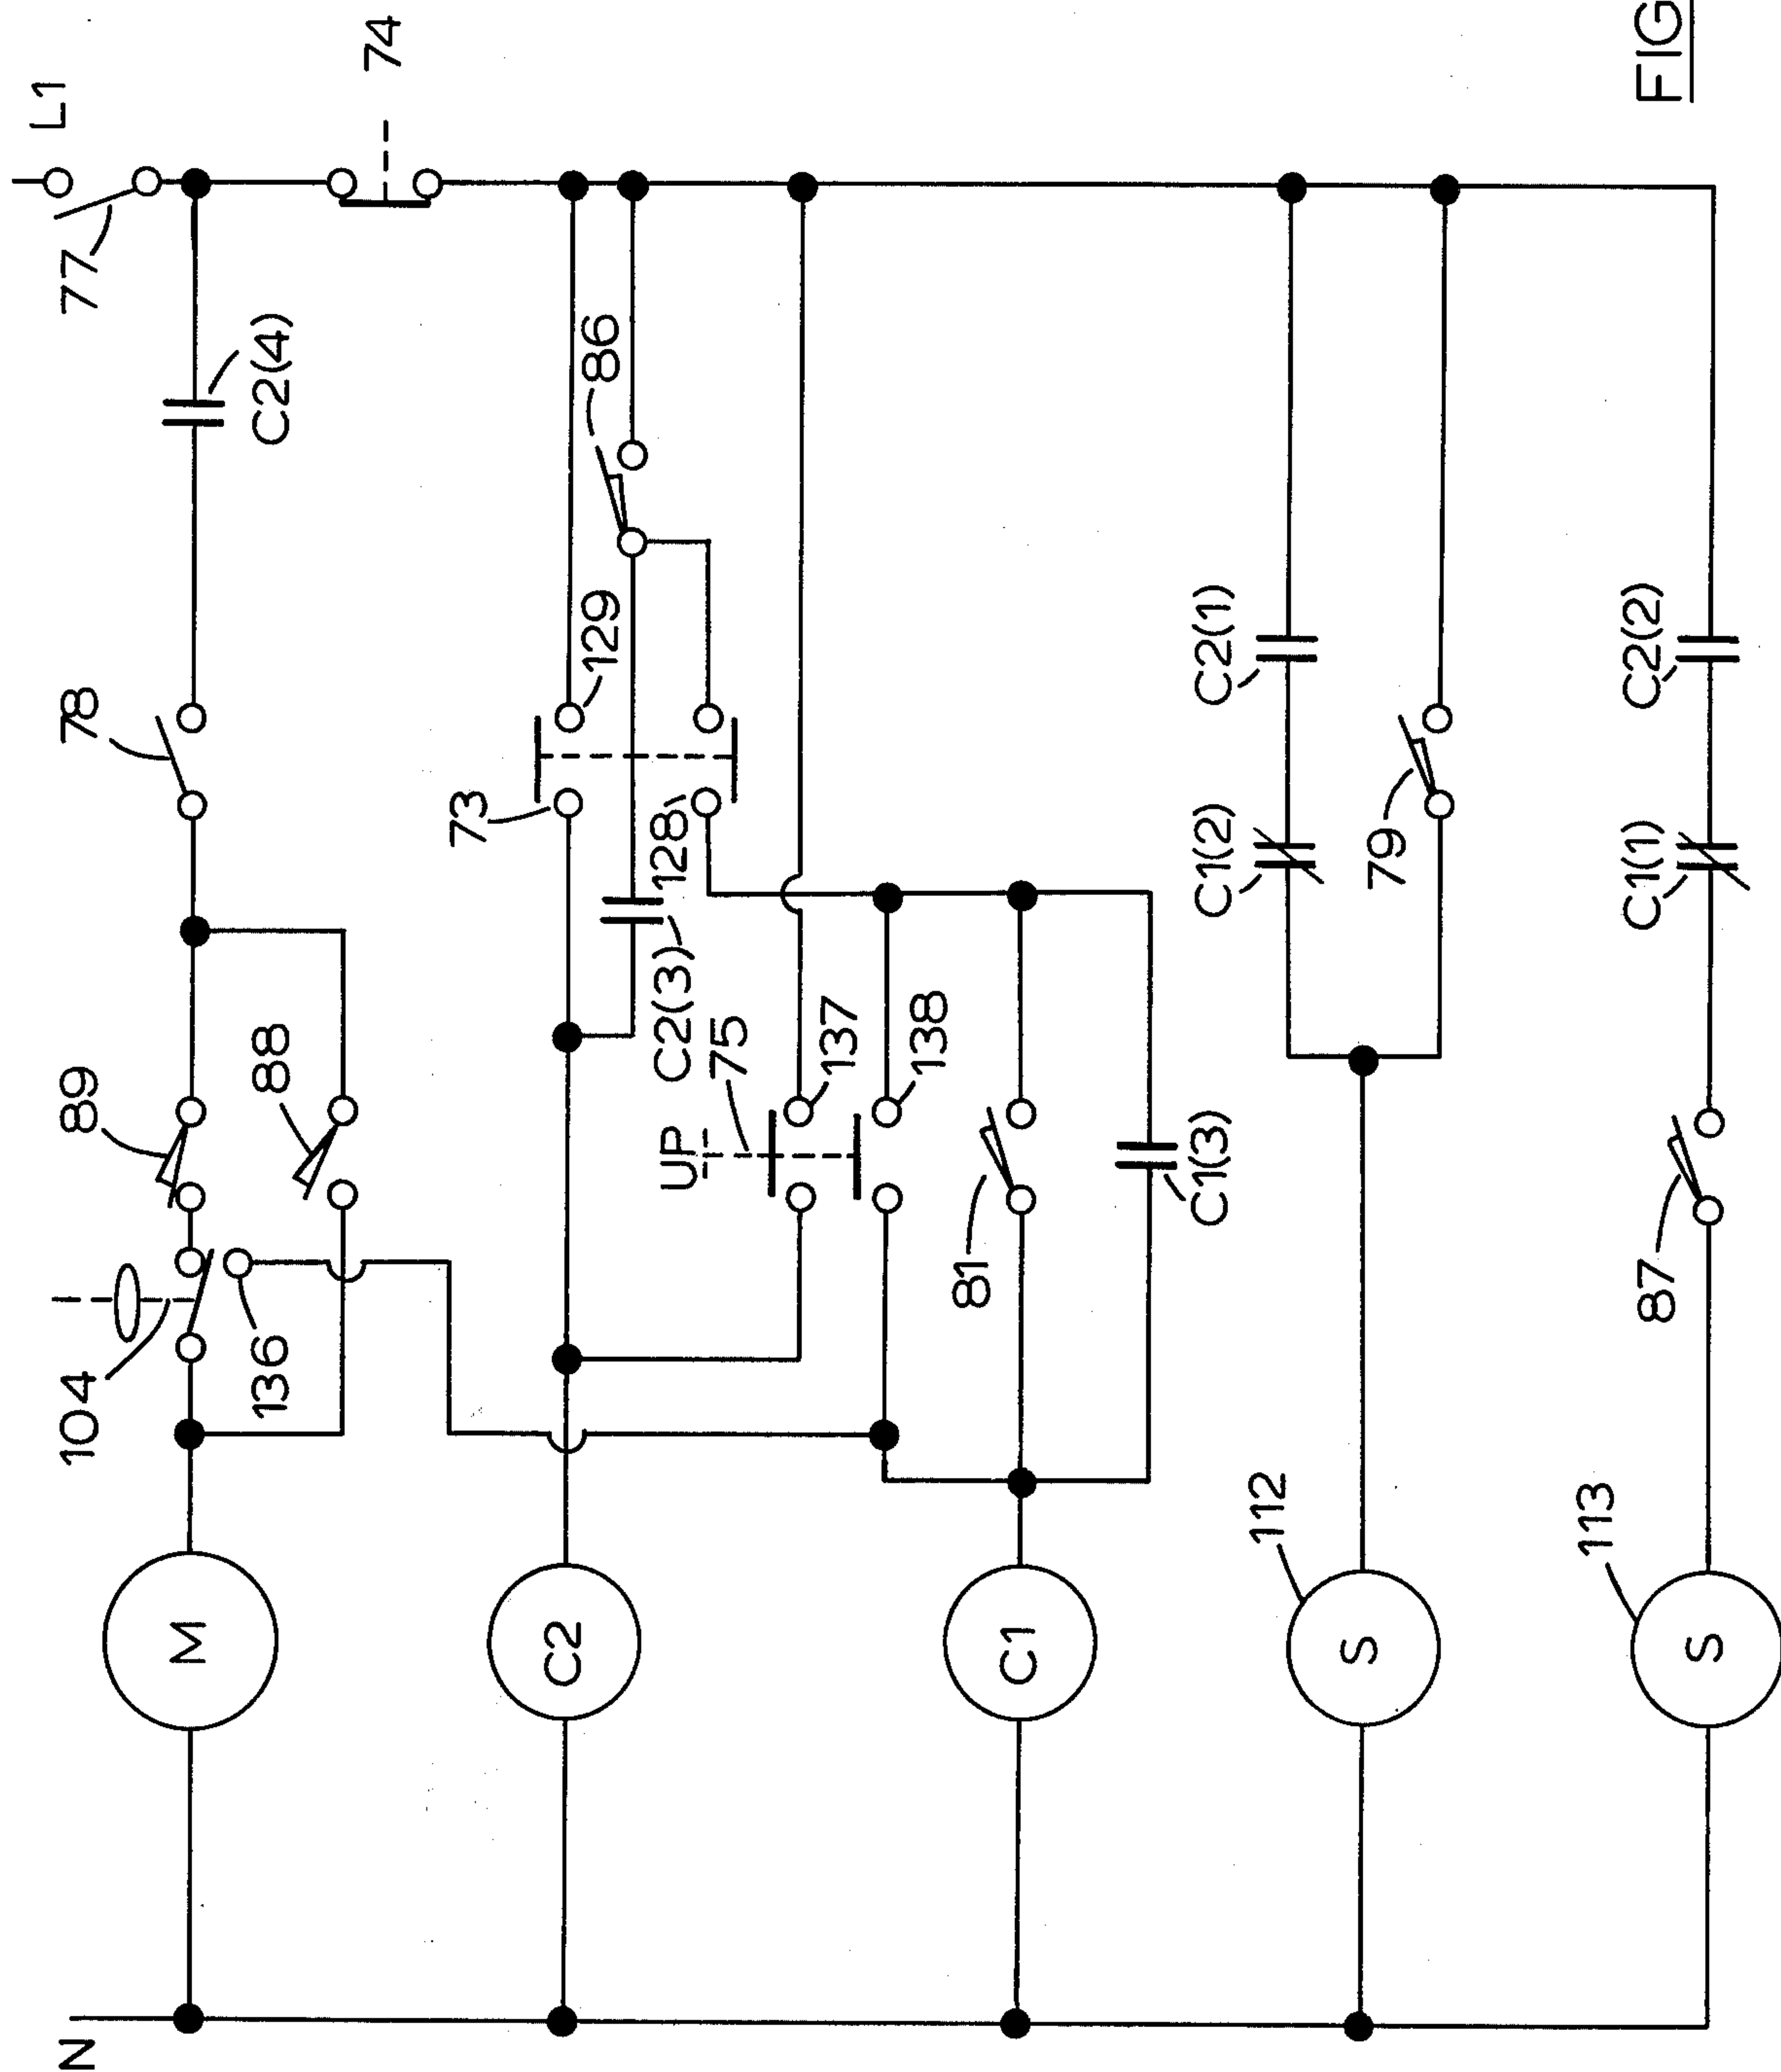 N
104
89
78
77
L1
M
136
88
C2(4)
74
73
C2
129
86
UP
C2(3)
128
75
137
138
81
C1
C1(3)
C1(2)
C2(1)
112
S
79
113
87
C1(1)
C2(2)
FIG
S